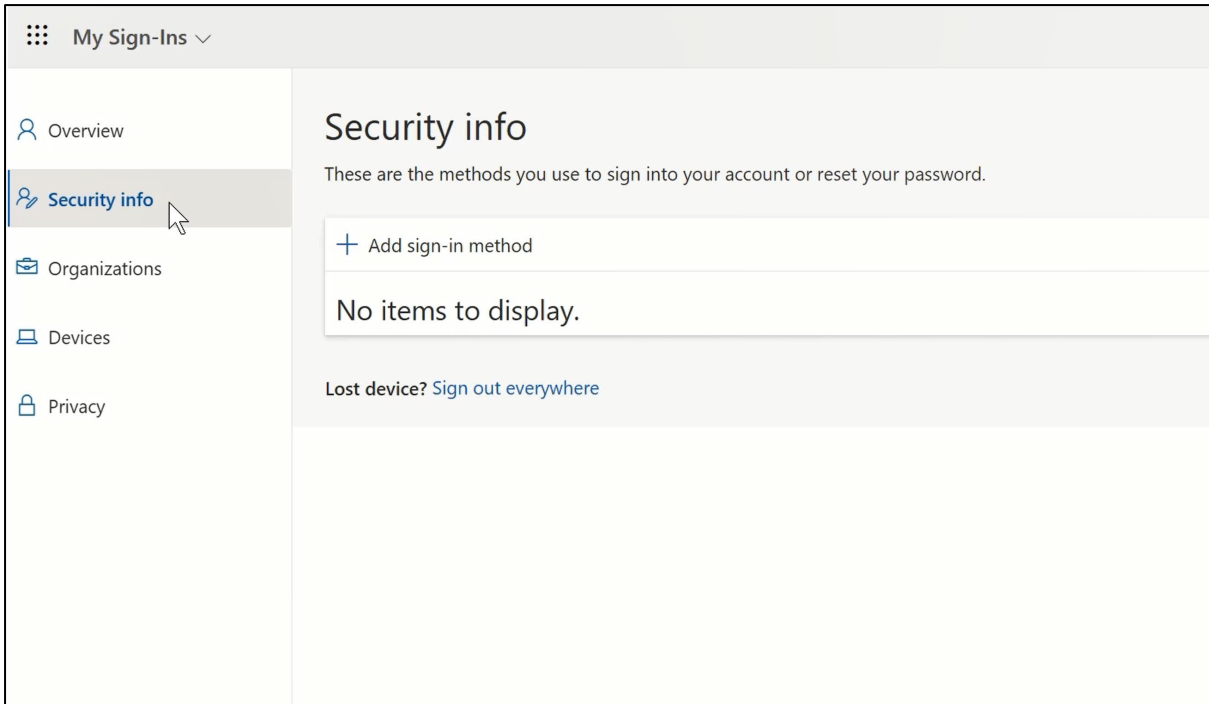 My Sign-Ins
Overview
Security info
Organizations
Devices
Privacy
Security info
These are the methods you use to sign into your account or reset your password.
Add sign-in method
No items to display.
Lost device? Sign out everywhere